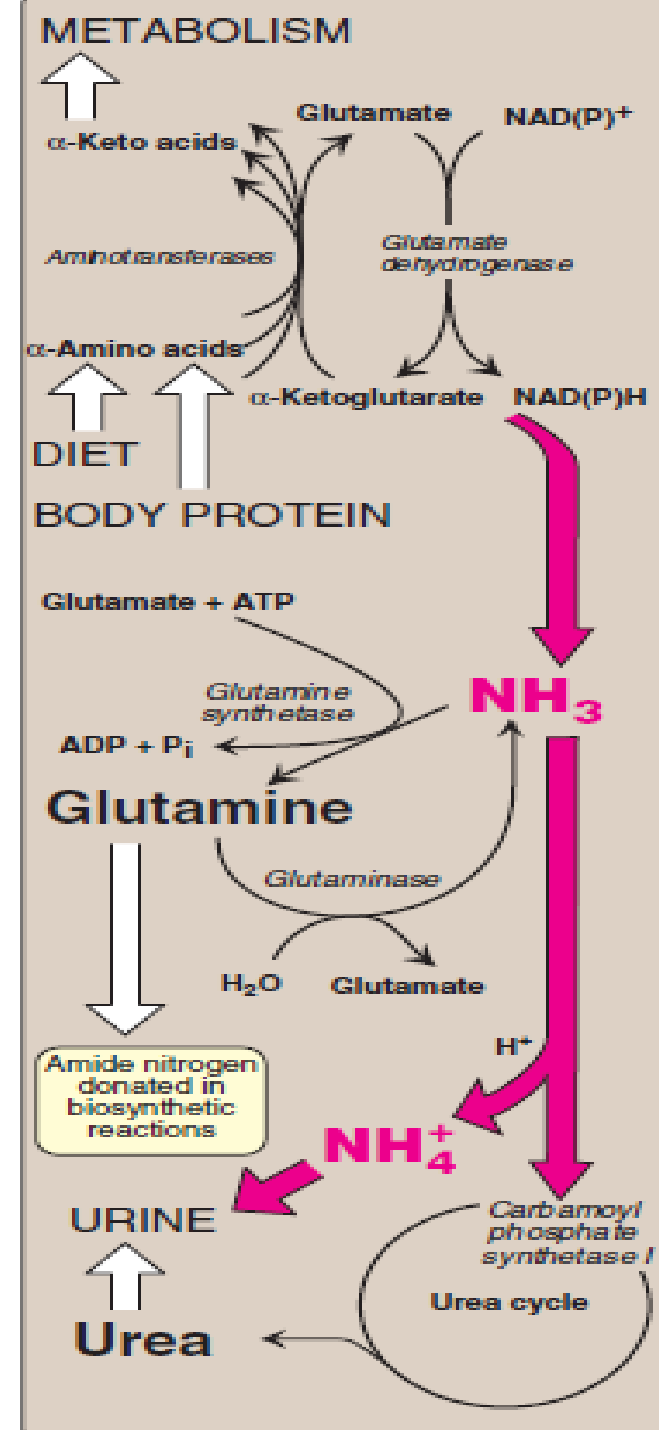 METABOLISM
Glutamate NAD(P)⁺
α-Keto acids
Aminotransferases
Glutamate
dehydrogenase
α-Amino acids
α-Ketoglutarate NAD(P)H
DIET
BODY PROTEIN
Glutamate + ATP
NH₃
Glutamine
synthetase
ADP + Pᵢ
Glutamine
Glutaminase
H₂O Glutamate
H⁺
Amide nitrogen
donated in
biosynthetic
reactions
NH₄⁺
URINE
Carbamoyl
phosphate
synthetase I
Urea cycle
Urea